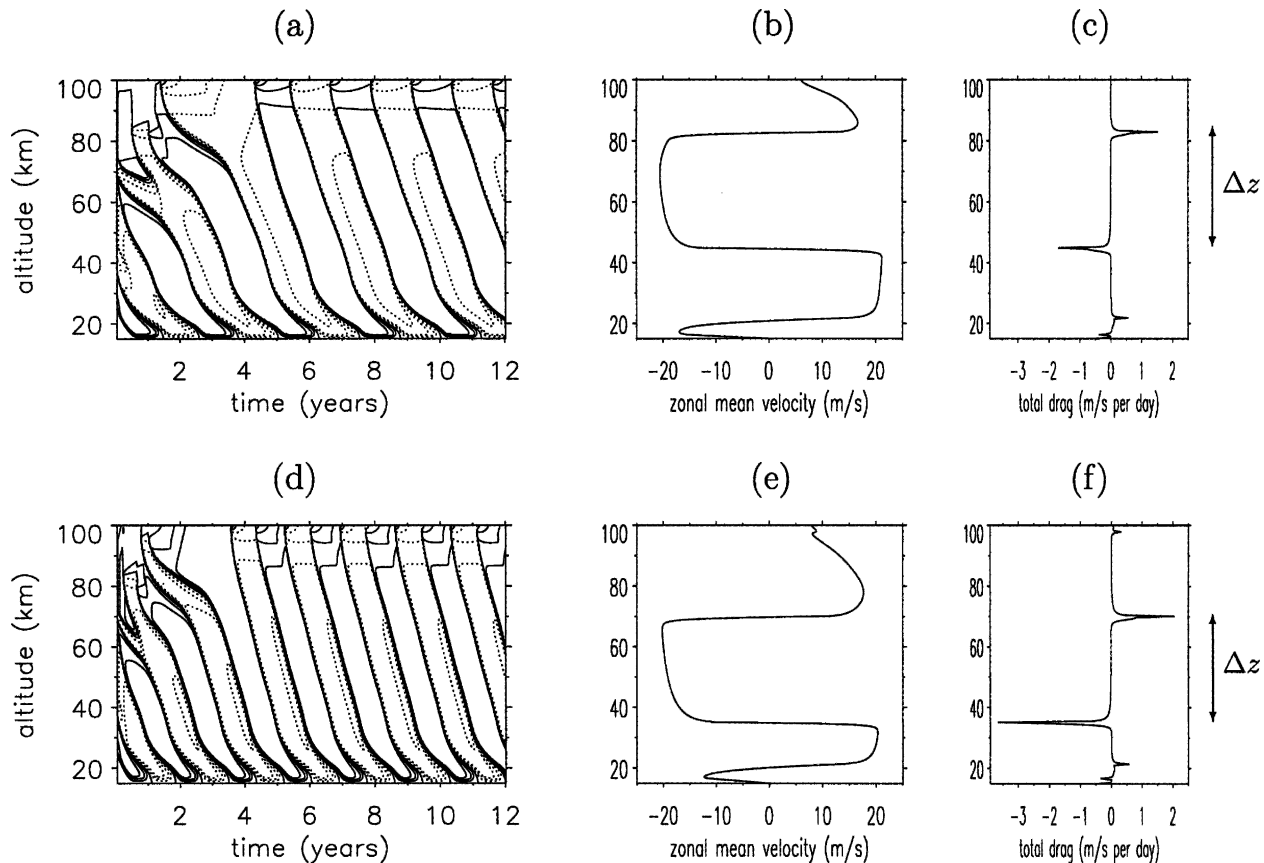 (a) (b) (c)
altitude (km)
100
80
60
40
20
2 4 6 8 10 12
time (years)
100
80
60
40
20
−20 −10 0 10 20
zonal mean velocity (m/s)
100
80
60
40
20
−3 −2 −1 0 1 2
total drag (m/s per day)
Δz
(d) (e) (f)
altitude (km)
100
80
60
40
20
2 4 6 8 10 12
time (years)
100
80
60
40
20
−20 −10 0 10 20
zonal mean velocity (m/s)
100
80
60
40
20
−3 −2 −1 0 1 2
total drag (m/s per day)
Δz